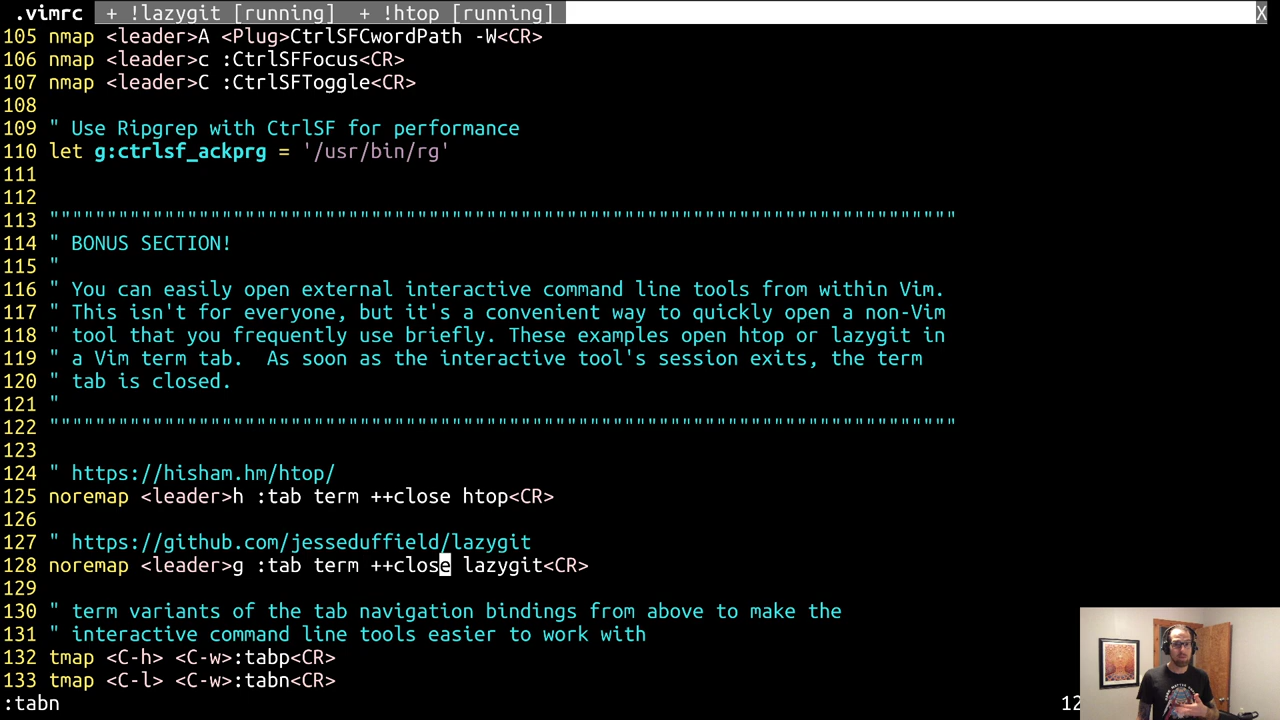 .vimrc + !lazygit [running] + !htop [running] X
105 nmap <leader>A <Plug>CtrlSFCwordPath -W<CR>
106 nmap <leader>c :CtrlSFFocus<CR>
107 nmap <leader>C :CtrlSFToggle<CR>
108
109 " Use Ripgrep with CtrlSF for performance
110 let g:ctrlsf_ackprg = '/usr/bin/rg'
111
112
113 """""""""""""""""""""""""""""""""""""""""""""""""""""""""""""""""""""""""""""""
114 " BONUS SECTION!
115 "
116 " You can easily open external interactive command line tools from within Vim.
117 " This isn't for everyone, but it's a convenient way to quickly open a non-Vim
118 " tool that you frequently use briefly. These examples open htop or lazygit in
119 " a Vim term tab.  As soon as the interactive tool's session exits, the term
120 " tab is closed.
121 "
122 """""""""""""""""""""""""""""""""""""""""""""""""""""""""""""""""""""""""""""""
123
124 " https://hisham.hm/htop/
125 noremap <leader>h :tab term ++close htop<CR>
126
127 " https://github.com/jesseduffield/lazygit
128 noremap <leader>g :tab term ++close lazygit<CR>
129
130 " term variants of the tab navigation bindings from above to make the
131 " interactive command line tools easier to work with
132 tmap <C-h> <C-w>:tabp<CR>
133 tmap <C-l> <C-w>:tabn<CR>
:tabn